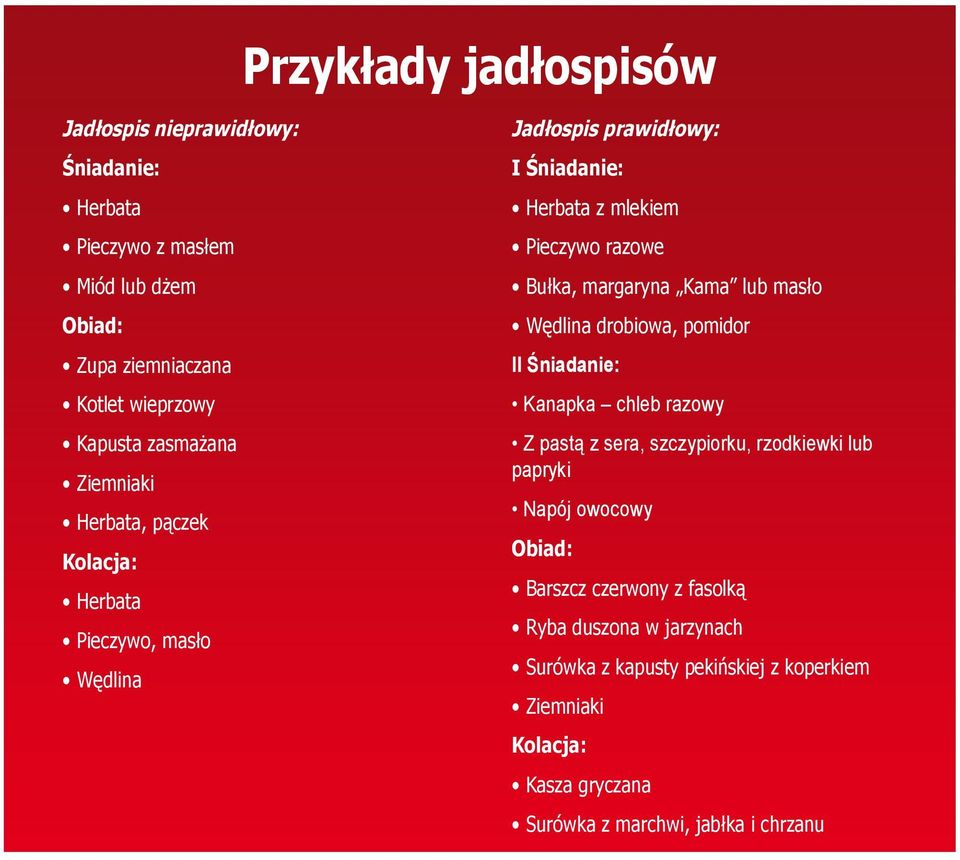 Przykłady jadłospisów
Jadłospis nieprawidłowy:
Śniadanie:
• Herbata
• Pieczywo z masłem
• Miód lub dżem
Obiad:
• Zupa ziemniaczana
• Kotlet wieprzowy
• Kapusta zasmażana
• Ziemniaki
• Herbata, pączek
Kolacja:
• Herbata
• Pieczywo, masło
• Wędlina
Jadłospis prawidłowy:
I Śniadanie:
• Herbata z mlekiem
• Pieczywo razowe
• Bułka, margaryna „Kama” lub masło
• Wędlina drobiowa, pomidor
II Śniadanie:
• Kanapka – chleb razowy
• Z pastą z sera, szczypiorku, rzodkiewki lub
papryki
• Napój owocowy
Obiad:
• Barszcz czerwony z fasolką
• Ryba duszona w jarzynach
• Surówka z kapusty pekińskiej z koperkiem
• Ziemniaki
Kolacja:
• Kasza gryczana
• Surówka z marchwi, jabłka i chrzanu